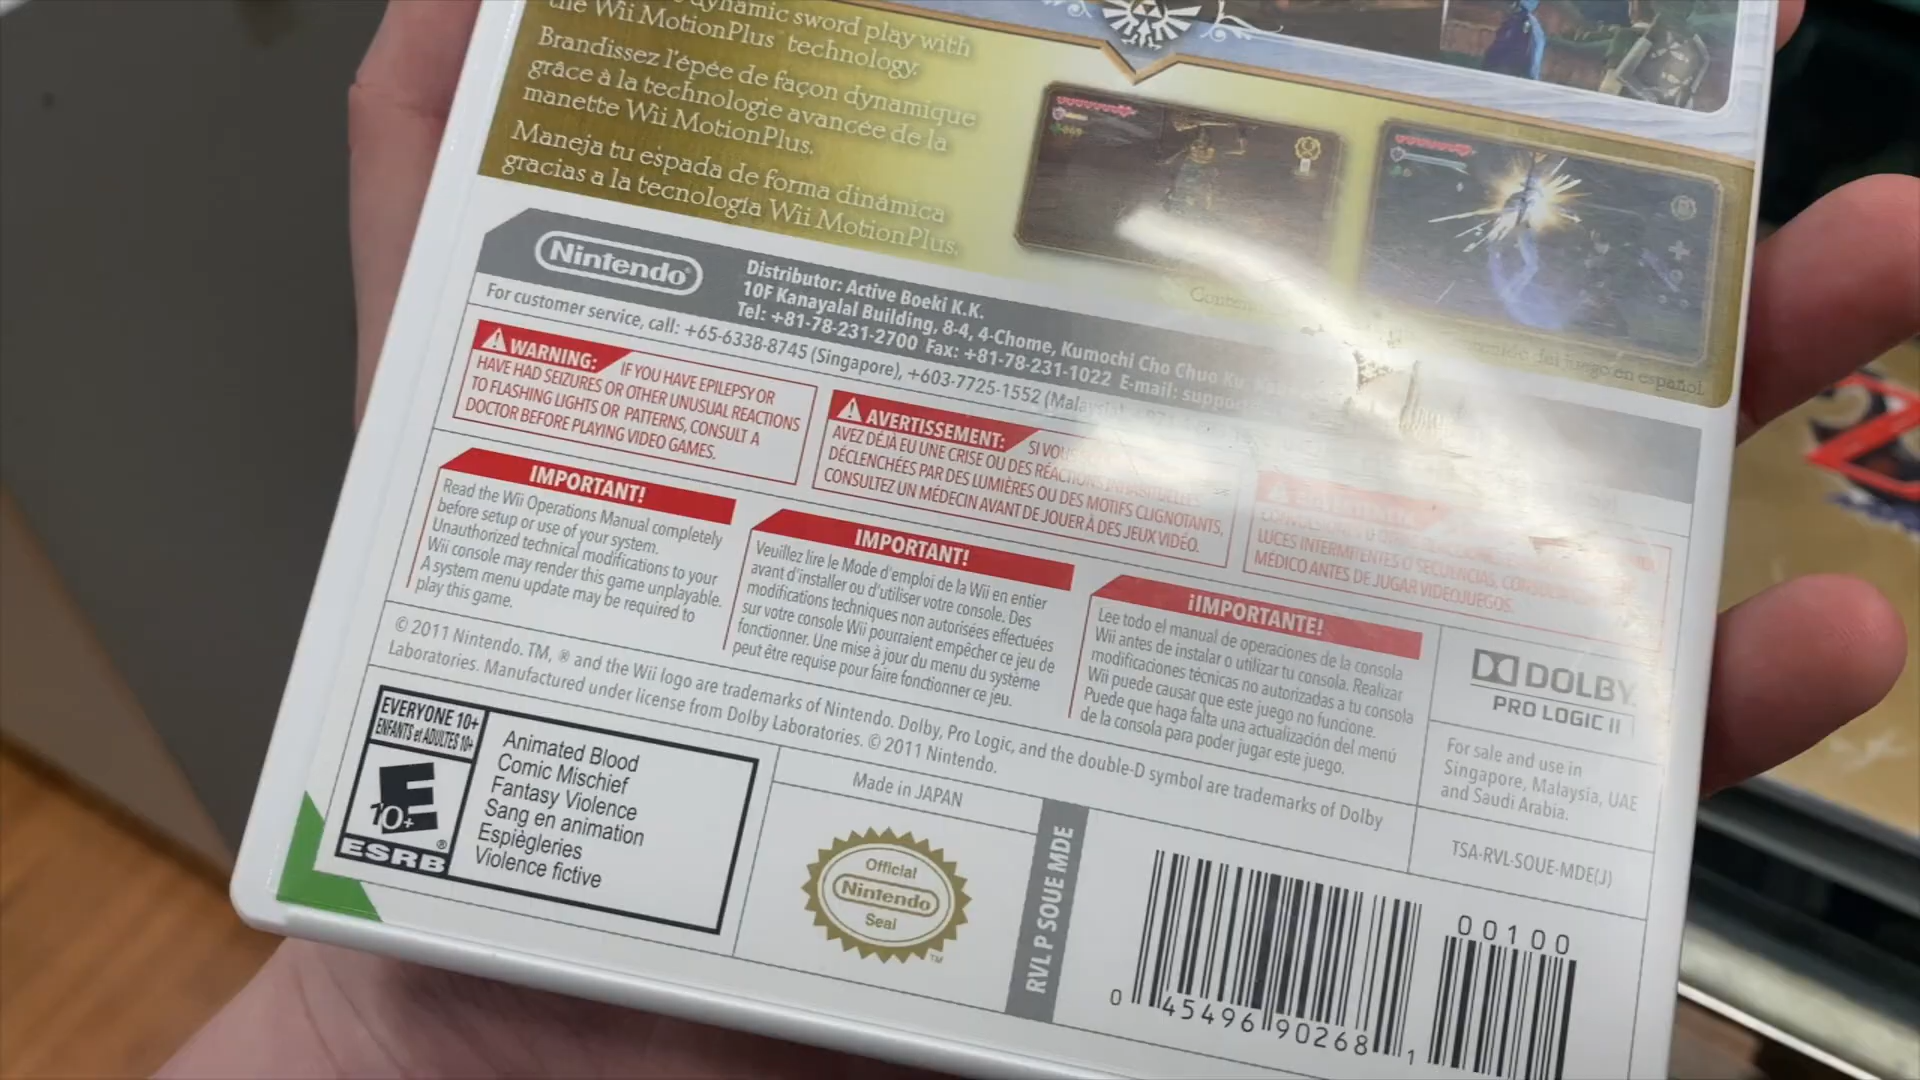 dynamic sword play with
the Wii MotionPlus technology.
Brandissez l'épée de façon dynamique
grâce à la technologie avancée de la
manette Wii MotionPlus.
Maneja tu espada de forma dinámica
gracias a la tecnología Wii MotionPlus.
del juego en español.
Nintendo
Distributor: Active Boeki K.K.
10F Kanayalal Building, 8-4, 4-Chome, Kumochi Cho Chuo Ku
Tel: +81-78-231-2700 Fax: +81-78-231-1022 E-mail:
For customer service, call: +65-6338-8745 (Singapore), +603-7725-1552 (Malaysia)
WARNING: IF YOU HAVE EPILEPSY OR
HAVE HAD SEIZURES OR OTHER UNUSUAL REACTIONS
TO FLASHING LIGHTS OR PATTERNS, CONSULT A
DOCTOR BEFORE PLAYING VIDEO GAMES.
AVERTISSEMENT: SI VOUS
AVEZ DÉJÀ EU UNE CRISE OU DES RÉACTIONS INHABITUELLES
DÉCLENCHÉES PAR DES LUMIÈRES OU DES MOTIFS CLIGNOTANTS,
CONSULTEZ UN MÉDECIN AVANT DE JOUER À DES JEUX VIDÉO.
LUCES INTERMITENTES O SECUENCIAS,
MÉDICO ANTES DE JUGAR VIDEOJUEGOS.
IMPORTANT!
Read the Wii Operations Manual completely
before setup or use of your system.
Unauthorized technical modifications to your
Wii console may render this game unplayable.
A system menu update may be required to
play this game.
IMPORTANT!
Veuillez lire le Mode d'emploi de la Wii en entier
avant d'installer ou d'utiliser votre console. Des
modifications techniques non autorisées effectuées
sur votre console Wii pourraient empêcher ce jeu de
fonctionner. Une mise à jour du menu du système
peut être requise pour faire fonctionner ce jeu.
¡IMPORTANTE!
Lee todo el manual de operaciones de la consola
Wii antes de instalar o utilizar tu consola. Realizar
modificaciones técnicas no autorizadas a tu consola
Wii puede causar que este juego no funcione.
Puede que haga falta una actualización del menú
de la consola para poder jugar este juego.
DOLBY
PRO LOGIC II
© 2011 Nintendo. TM, ® and the Wii logo are trademarks of Nintendo. Dolby, Pro Logic, and the double-D symbol are trademarks of Dolby
Laboratories. Manufactured under license from Dolby Laboratories. © 2011 Nintendo.
For sale and use in
Singapore, Malaysia, UAE
and Saudi Arabia.
TSA-RVL-SOUE-MDE(J)
EVERYONE 10+
ENFANTS et ADULTES 10+
E
10+
ESRB
Animated Blood
Comic Mischief
Fantasy Violence
Sang en animation
Espiègleries
Violence fictive
Made in JAPAN
Official
Nintendo
Seal
RVL P SOUE MDE
00100
0 45496 90268 1